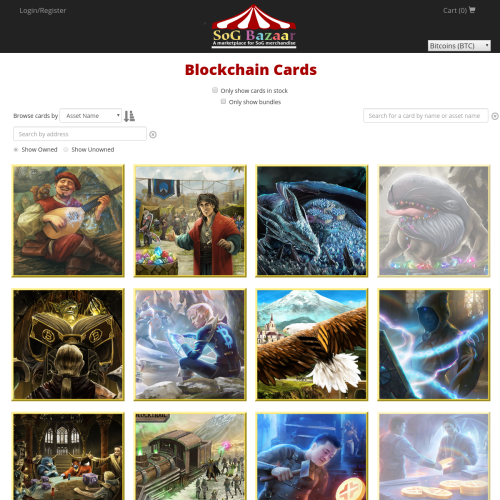 Login/Register
Cart (0)
SoG Bazaar
A marketplace for SoG merchandise
Bitcoins (BTC)
Blockchain Cards
Only show cards in stock
Only show bundles
Browse cards by
Asset Name
Search for a card by name or asset name
Search by address
Show Owned
Show Unowned